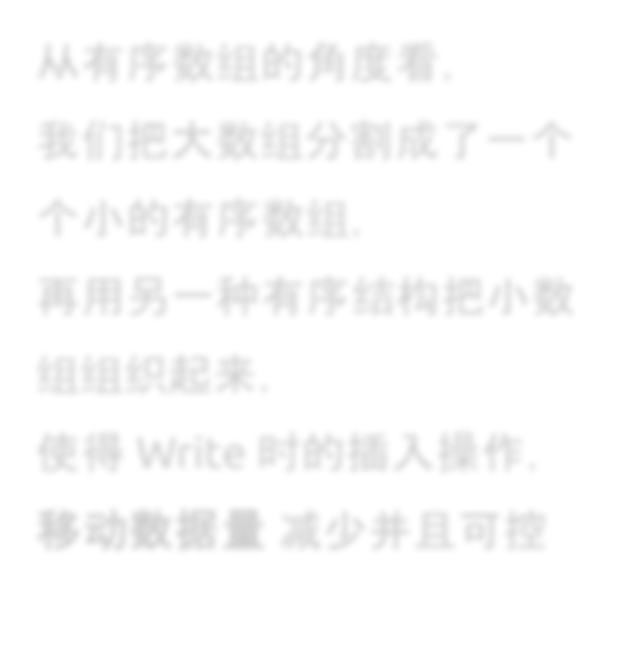 从有序数组的角度看,
我们把大数组分割成了一个
个小的有序数组,
再用另一种有序结构把小数
组组织起来,
使得 Write 时的插入操作,
移动数据量 减少并且可控